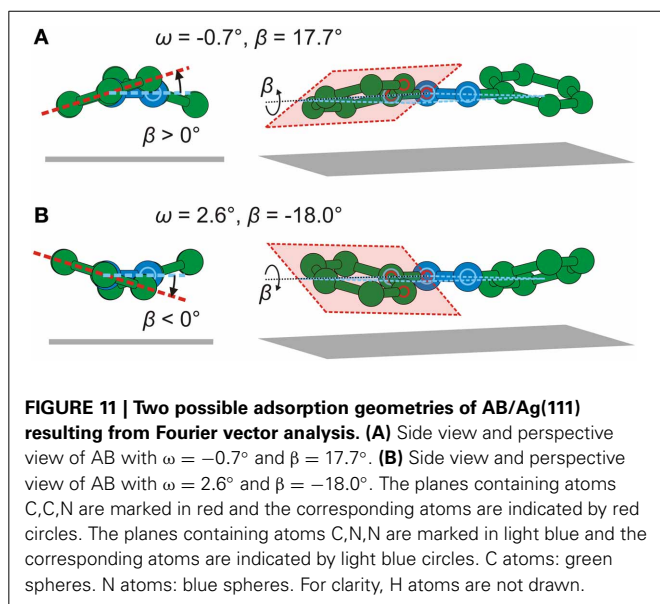 A
ω = -0.7°, β = 17.7°
β > 0°
β
B
ω = 2.6°, β = -18.0°
β < 0°
β
FIGURE 11 | Two possible adsorption geometries of AB/Ag(111)
resulting from Fourier vector analysis. (A) Side view and perspective
view of AB with ω = −0.7° and β = 17.7°. (B) Side view and perspective
view of AB with ω = 2.6° and β = −18.0°. The planes containing atoms
C,C,N are marked in red and the corresponding atoms are indicated by red
circles. The planes containing atoms C,N,N are marked in light blue and the
corresponding atoms are indicated by light blue circles. C atoms: green
spheres. N atoms: blue spheres. For clarity, H atoms are not drawn.